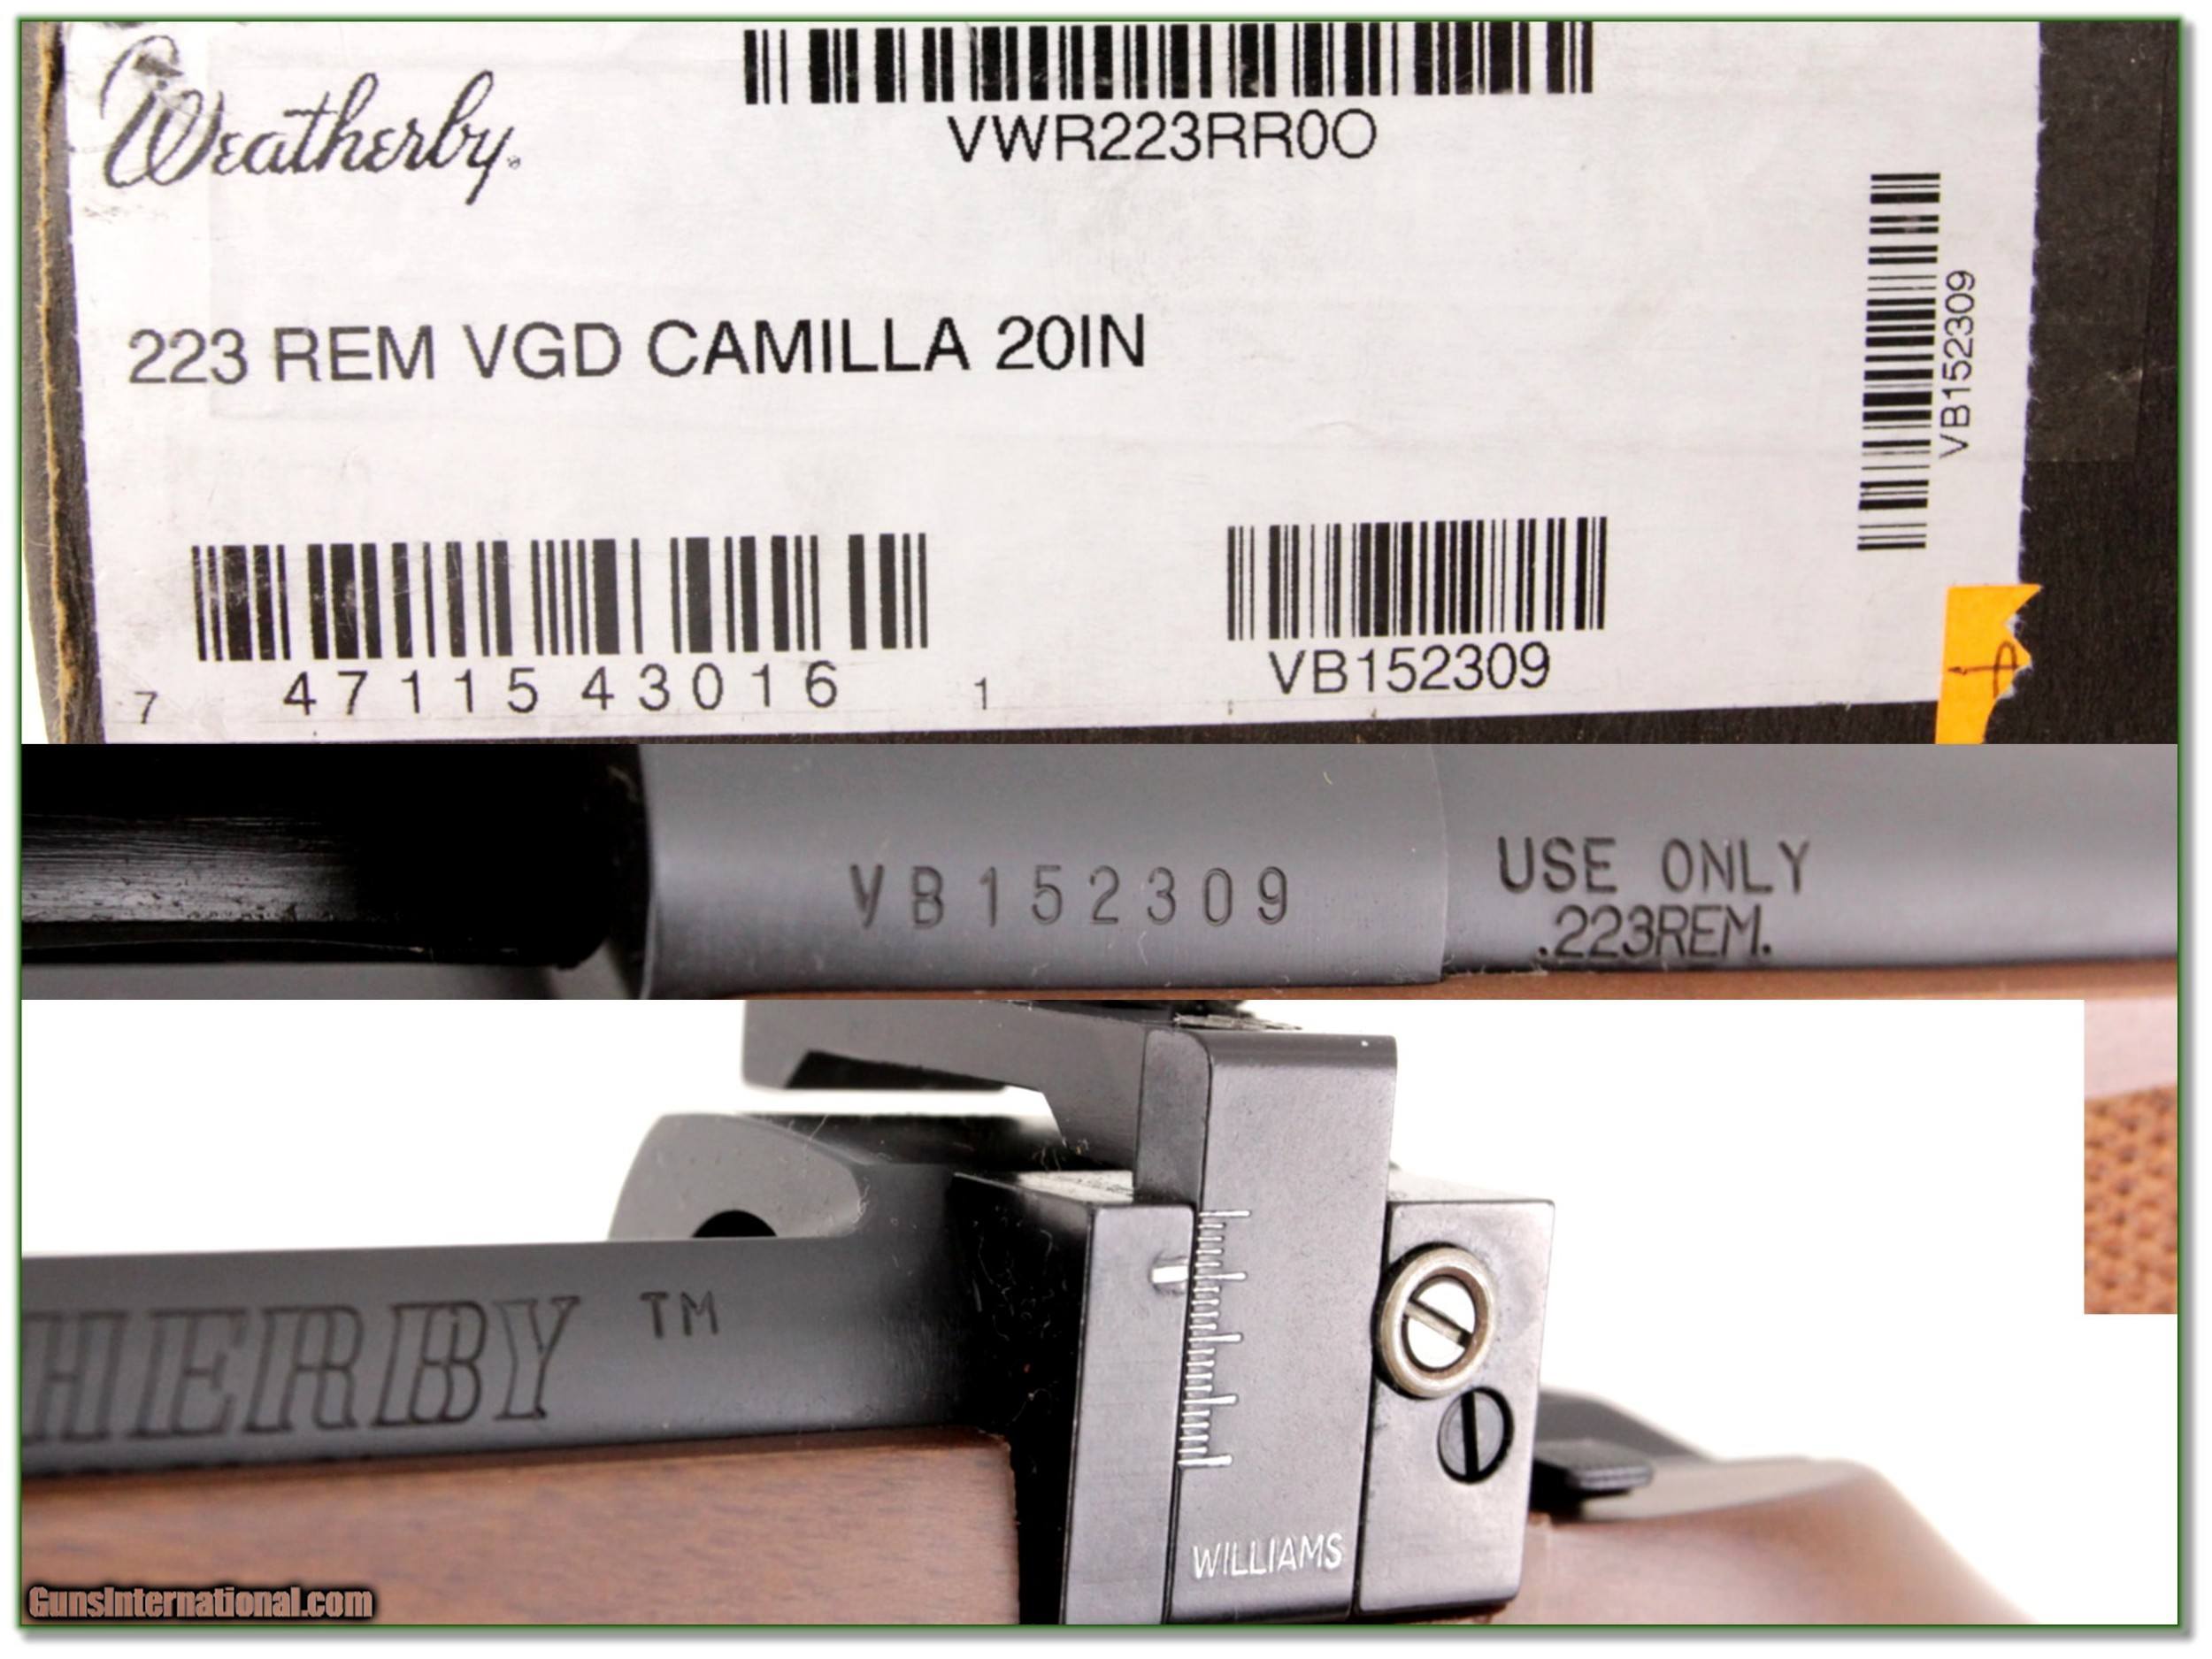 Weatherby.
VWR223RR0O
VB152309
223 REM VGD CAMILLA 20IN
7 47115 43016 1
VB152309
VB152309
USE ONLY
.223REM.
HERBY TM
WILLIAMS
GunsInternational.com